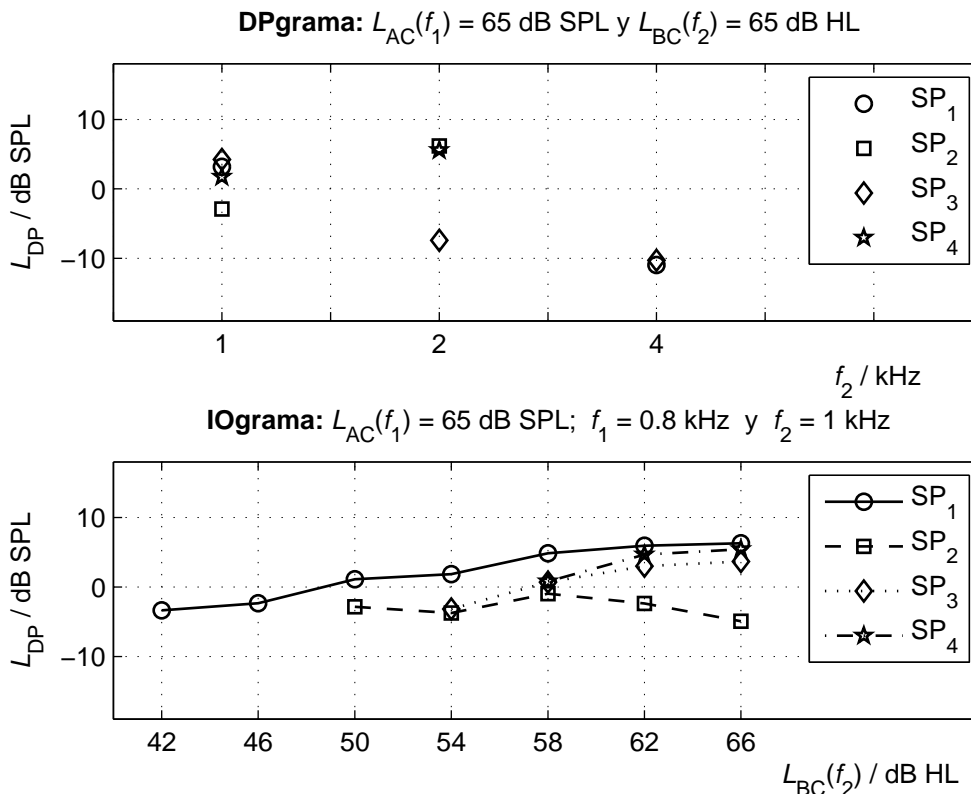 DPgrama: L_AC(f_1) = 65 dB SPL y L_BC(f_2) = 65 dB HL
L_DP / dB SPL
10
0
−10
SP_1
SP_2
SP_3
SP_4
1 2 4
f_2 / kHz
IOgrama: L_AC(f_1) = 65 dB SPL; f_1 = 0.8 kHz y f_2 = 1 kHz
L_DP / dB SPL
10
0
−10
SP_1
SP_2
SP_3
SP_4
42 46 50 54 58 62 66
L_BC(f_2) / dB HL